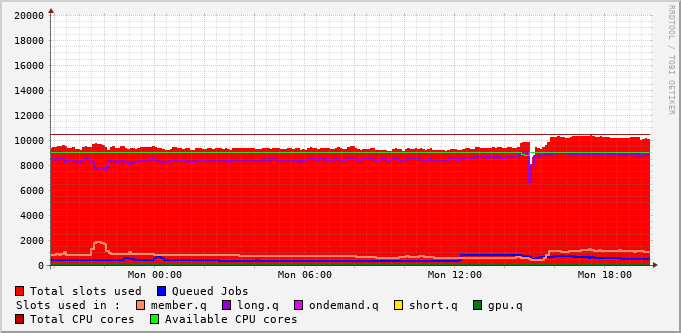 20000
18000
16000
14000
12000
10000
8000
6000
4000
2000
0
Mon 00:00 Mon 06:00 Mon 12:00 Mon 18:00
RRDTOOL / TOBI OETIKER
Total slots used Queued Jobs
Slots used in : member.q long.q ondemand.q short.q gpu.q
Total CPU cores Available CPU cores